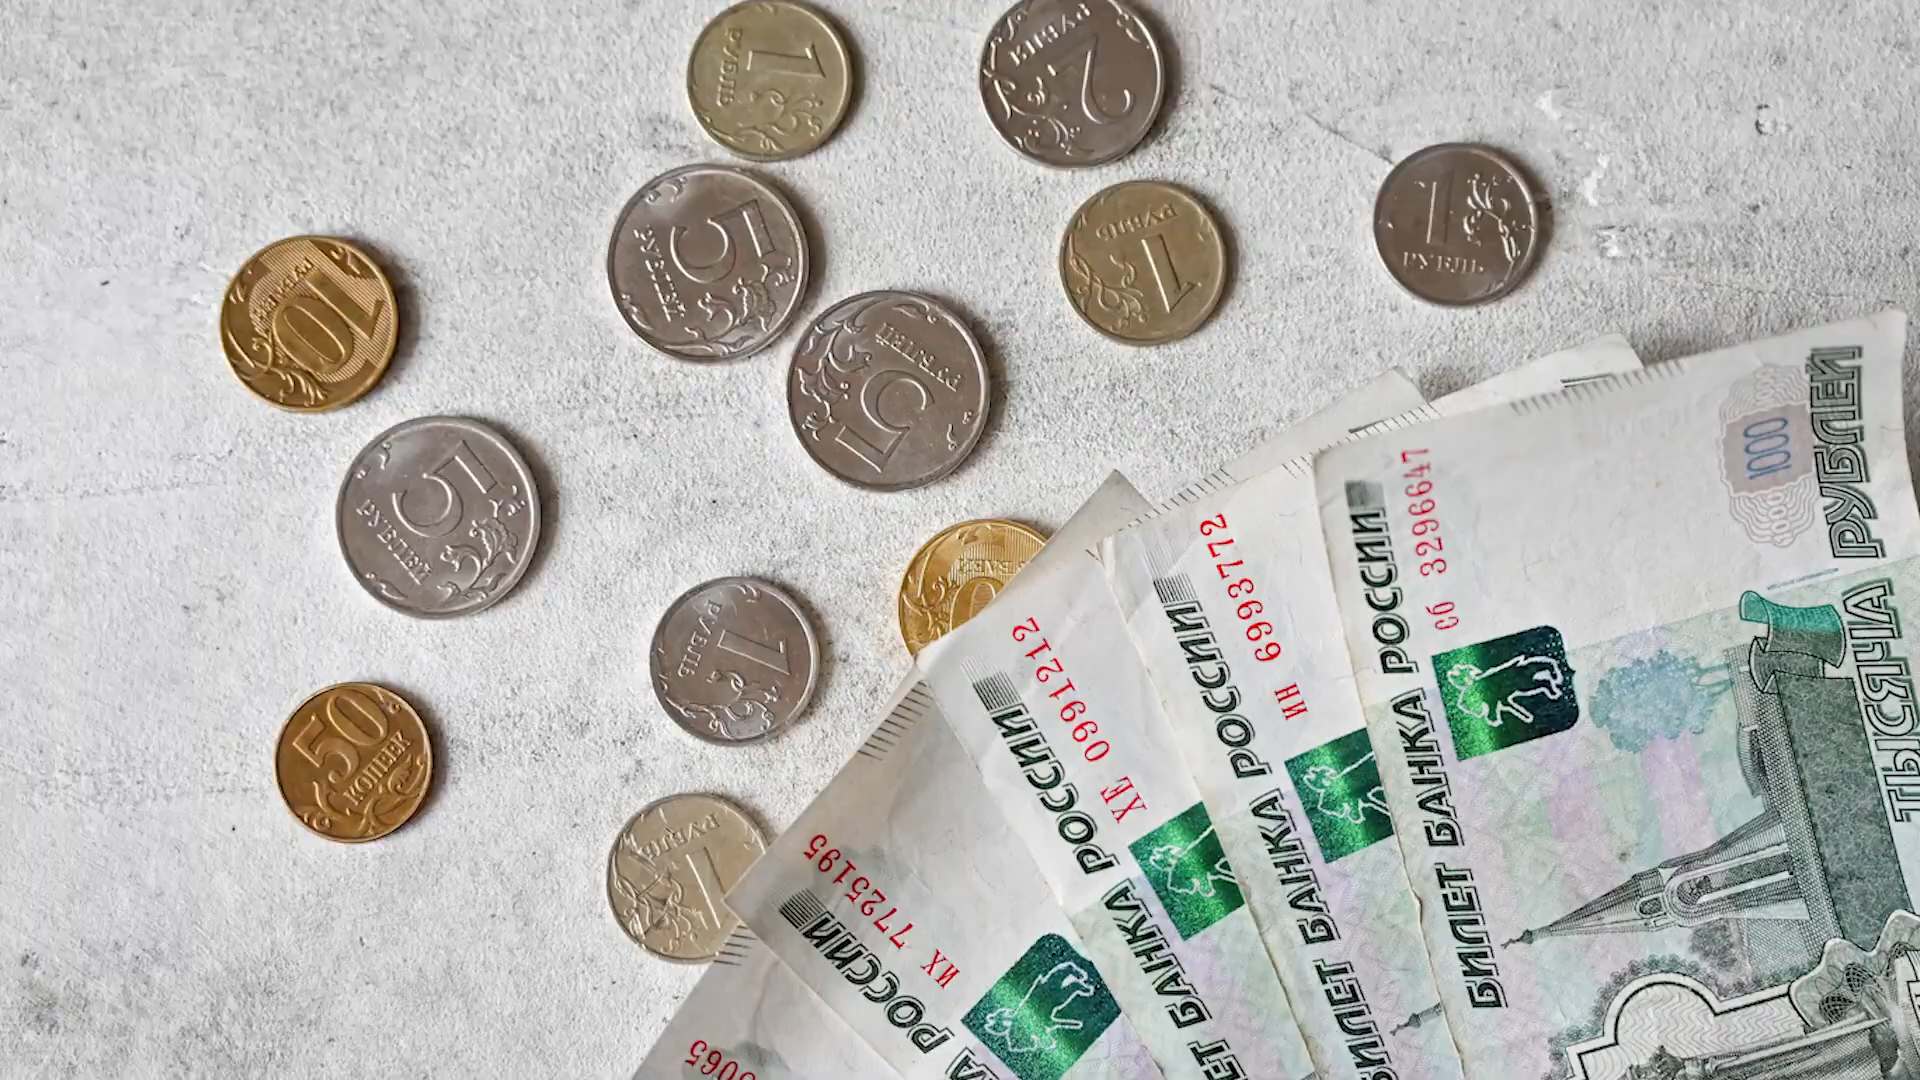 1
РУБЛЬ
2
РУБЛЯ
5
РУБЛЕЙ
1
РУБЛЬ
1
РУБЛЬ
10
РУБЛЕЙ
5
РУБЛЕЙ
5
РУБЛЕЙ
1
РУБЛЬ
50
КОПЕЕК
1
РУБЛЬ
БИЛЕТ БАНКА РОССИИ
Сб 3296647
1000
ТЫСЯЧА РУБЛЕЙ
БИЛЕТ БАНКА РОССИИ
ИН 6993772
БАНКА РОССИИ
ХЕ 0991212
РОССИИ
ИХ 7725195
5065